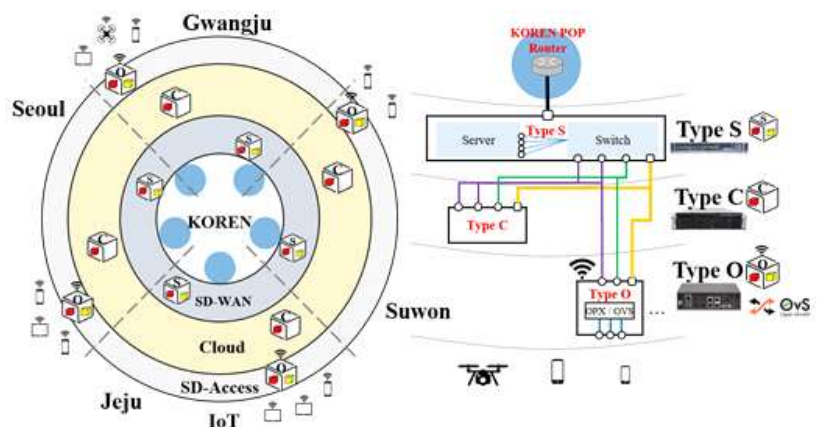 Gwangju
Seoul
KOREN
SD-WAN
Cloud
SD-Access
Suwon
Jeju
IoT
O
O
O
O
C
C
C
C
S
S
S
S
KOREN POP
Router
Type S
Server
Switch
Type C
Type O
OPX / OVS
...
Type S
S
Type C
C
Type O
O
OvS